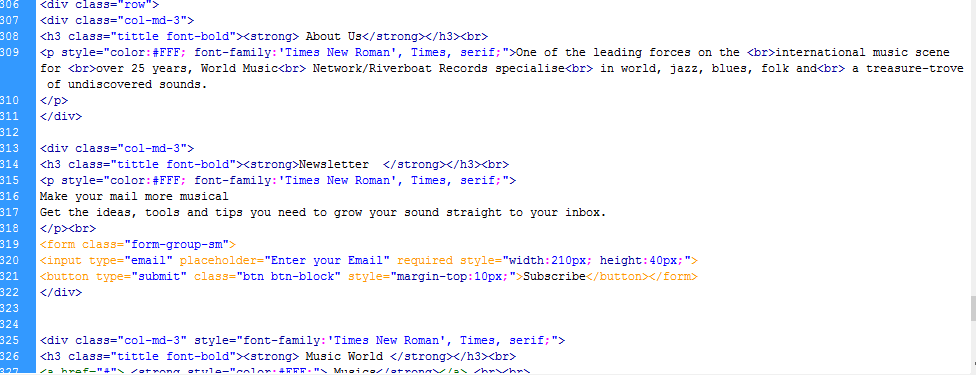 306 <div class="row">
307 <div class="col-md-3">
308 <h3 class="tittle font-bold"><strong> About Us</strong></h3><br>
309 <p style="color:#FFF; font-family:'Times New Roman', Times, serif;">One of the leading forces on the <br>international music scene
for <br>over 25 years, World Music<br> Network/Riverboat Records specialise<br> in world, jazz, blues, folk and<br> a treasure-trove
of undiscovered sounds.
310 </p>
311 </div>
312
313 <div class="col-md-3">
314 <h3 class="tittle font-bold"><strong>Newsletter  </strong></h3><br>
315 <p style="color:#FFF; font-family:'Times New Roman', Times, serif;">
316 Make your mail more musical
317 Get the ideas, tools and tips you need to grow your sound straight to your inbox.
318 </p><br>
319 <form class="form-group-sm">
320 <input type="email" placeholder="Enter your Email" required style="width:210px; height:40px;">
321 <button type="submit" class="btn btn-block" style="margin-top:10px;">Subscribe</button></form>
322 </div>
323
324
325 <div class="col-md-3" style="font-family:'Times New Roman', Times, serif;">
326 <h3 class="tittle font-bold"><strong> Music World </strong></h3><br>
327 <a href="#"> <strong style="color:#FFF;"> Musics</strong></a> <br><br>